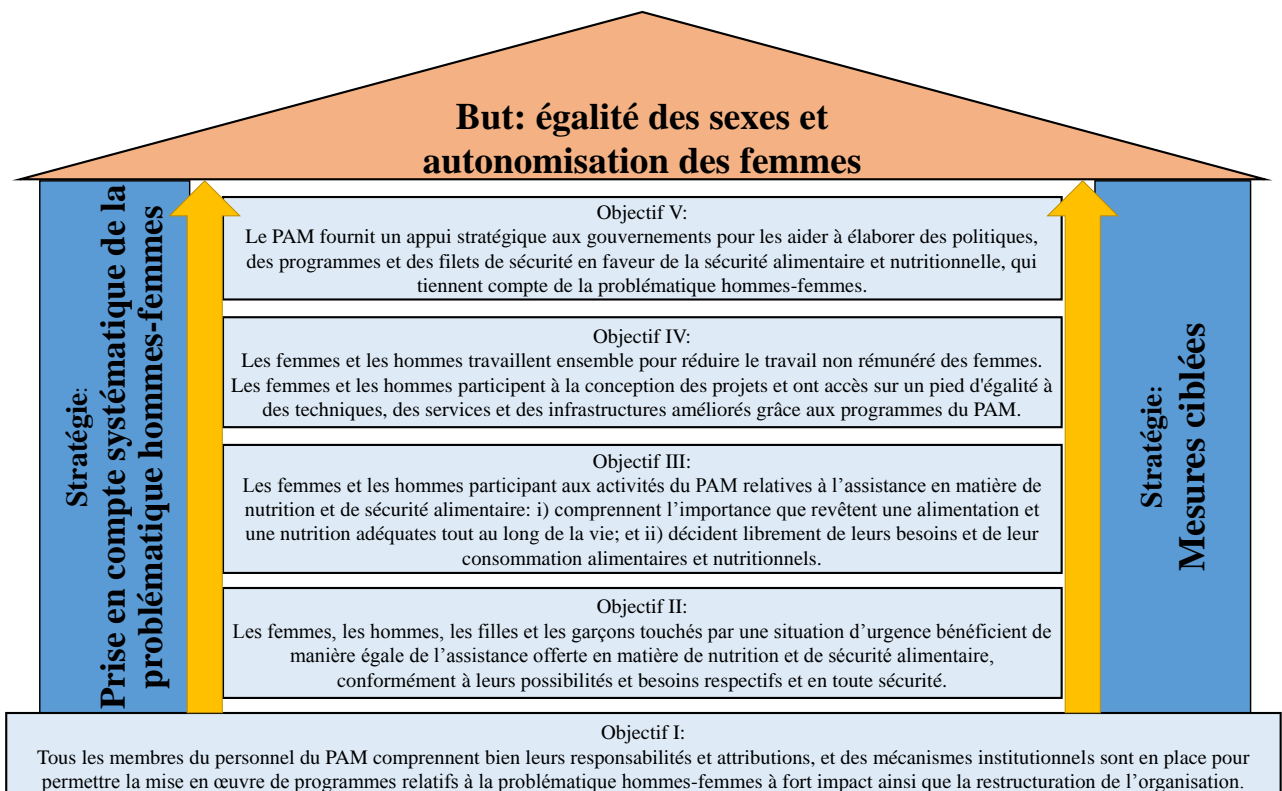 But: égalité des sexes et
autonomisation des femmes
Stratégie:
Prise en compte systématique de la
problématique hommes-femmes
Objectif V:
Le PAM fournit un appui stratégique aux gouvernements pour les aider à élaborer des politiques,
des programmes et des filets de sécurité en faveur de la sécurité alimentaire et nutritionnelle, qui
tiennent compte de la problématique hommes-femmes.
Objectif IV:
Les femmes et les hommes travaillent ensemble pour réduire le travail non rémunéré des femmes.
Les femmes et les hommes participent à la conception des projets et ont accès sur un pied d'égalité à
des techniques, des services et des infrastructures améliorés grâce aux programmes du PAM.
Objectif III:
Les femmes et les hommes participant aux activités du PAM relatives à l’assistance en matière de
nutrition et de sécurité alimentaire: i) comprennent l’importance que revêtent une alimentation et
une nutrition adéquates tout au long de la vie; et ii) décident librement de leurs besoins et de leur
consommation alimentaires et nutritionnels.
Objectif II:
Les femmes, les hommes, les filles et les garçons touchés par une situation d’urgence bénéficient de
manière égale de l’assistance offerte en matière de nutrition et de sécurité alimentaire,
conformément à leurs possibilités et besoins respectifs et en toute sécurité.
Stratégie:
Mesures ciblées
Objectif I:
Tous les membres du personnel du PAM comprennent bien leurs responsabilités et attributions, et des mécanismes institutionnels sont en place pour
permettre la mise en œuvre de programmes relatifs à la problématique hommes-femmes à fort impact ainsi que la restructuration de l’organisation.